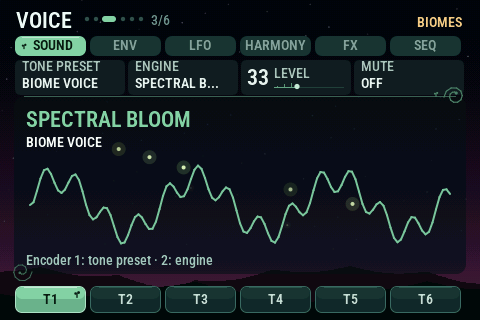 VOICE 3/6 BIOMES
SOUND ENV LFO HARMONY FX SEQ
TONE PRESET ENGINE 33 LEVEL MUTE
BIOME VOICE SPECTRAL B... OFF
SPECTRAL BLOOM
BIOME VOICE
Encoder 1: tone preset · 2: engine
T1 T2 T3 T4 T5 T6